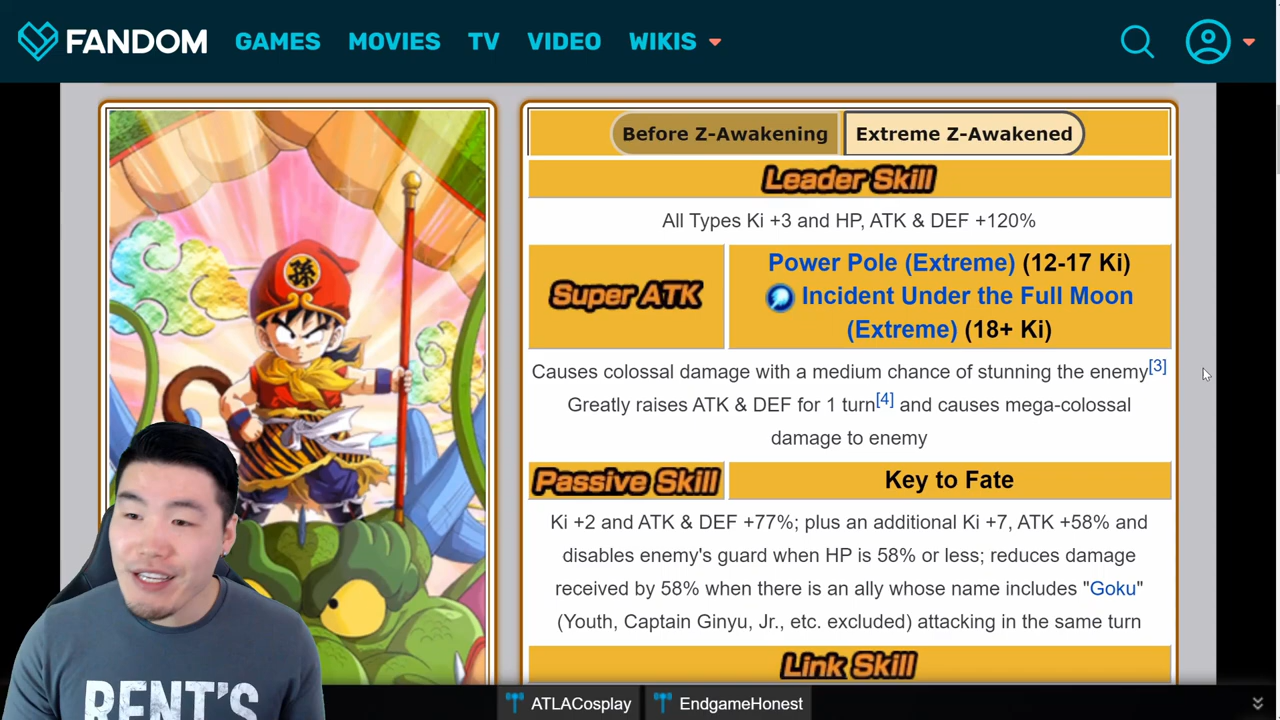 FANDOM GAMES MOVIES TV VIDEO WIKIS
Before Z-Awakening Extreme Z-Awakened
Leader Skill
All Types Ki +3 and HP, ATK & DEF +120%
Super ATK
Power Pole (Extreme) (12-17 Ki)
Incident Under the Full Moon
(Extreme) (18+ Ki)
Causes colossal damage with a medium chance of stunning the enemy[3]
Greatly raises ATK & DEF for 1 turn[4] and causes mega-colossal
damage to enemy
Passive Skill
Key to Fate
Ki +2 and ATK & DEF +77%; plus an additional Ki +7, ATK +58% and
disables enemy's guard when HP is 58% or less; reduces damage
received by 58% when there is an ally whose name includes "Goku"
(Youth, Captain Ginyu, Jr., etc. excluded) attacking in the same turn
Link Skill
孫
RENT'S
ATLACosplay EndgameHonest